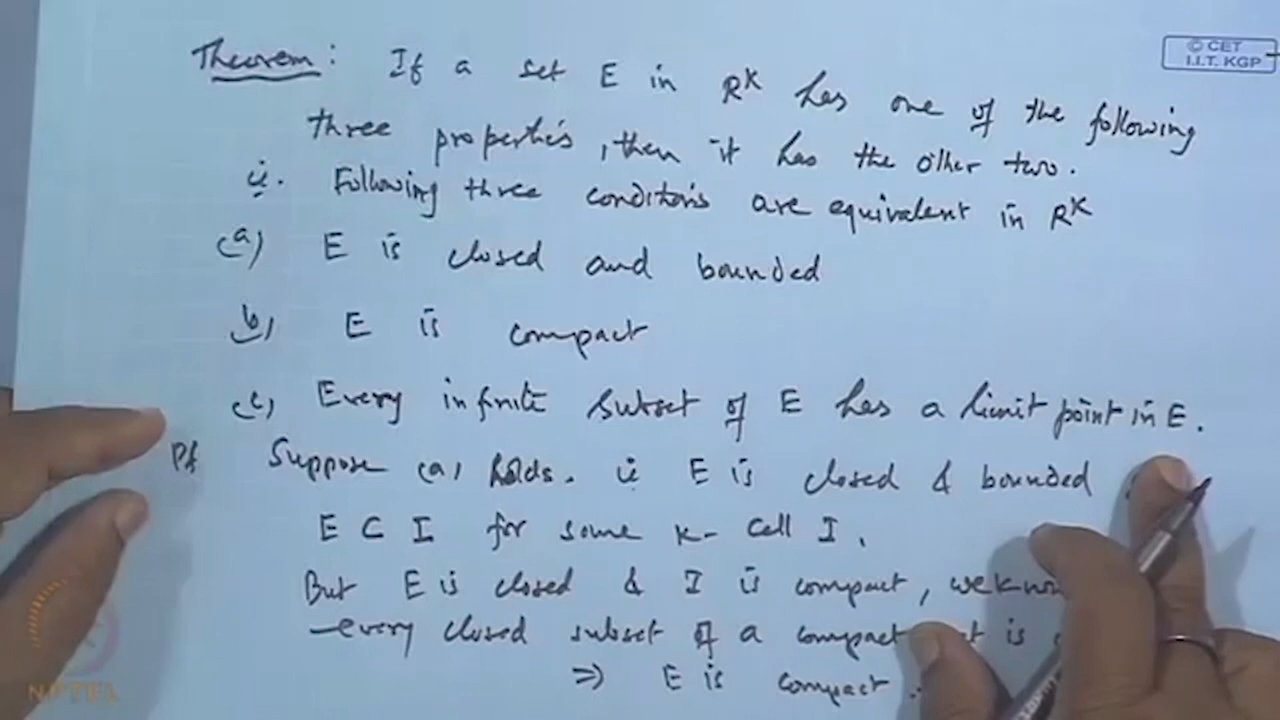 © CET
I.I.T. KGP
Theorem: If a set E in R^K has one of the following
three properties, then it has the other two.
i. Following three conditions are equivalent in R^K
(a) E is closed and bounded
(b) E is compact
(c) Every infinite subset of E has a limit point in E.
Pf Suppose (a) holds. i E is closed & bounded
E ⊂ I for some K-cell I.
But E is closed & I is compact, we
every closed subset of a compact is
⇒ E is compact.
NPTEL